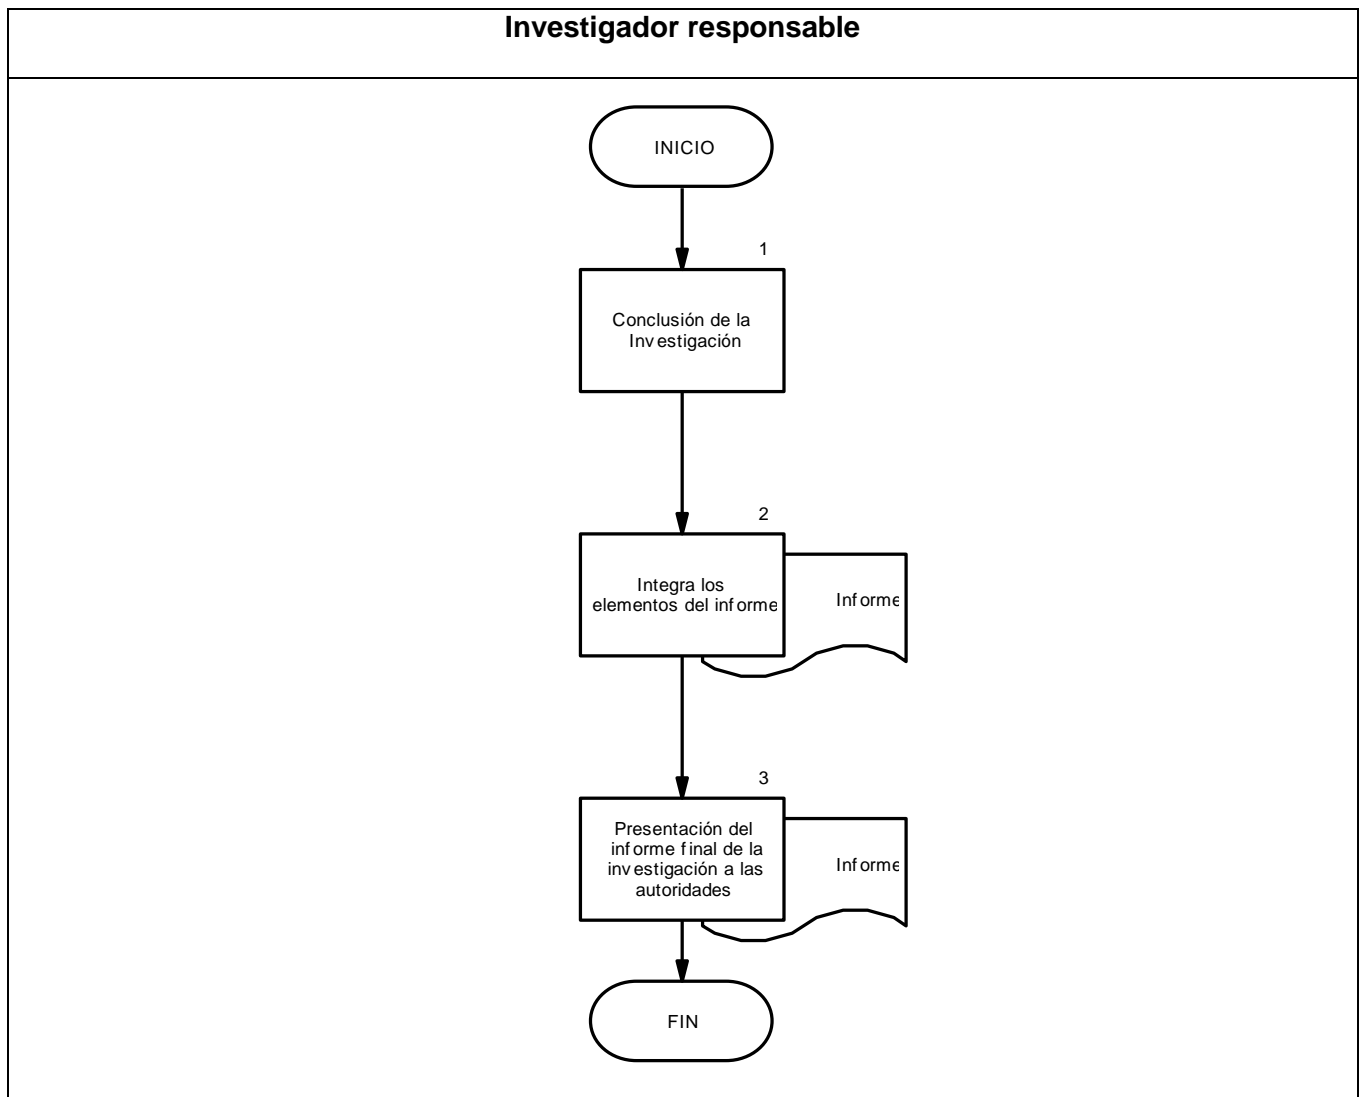 Investigador responsable
INICIO
1
Conclusión de la
Investigación
2
Integra los
elementos del informe
Informe
3
Presentación del
informe final de la
investigación a las
autoridades
Informe
FIN